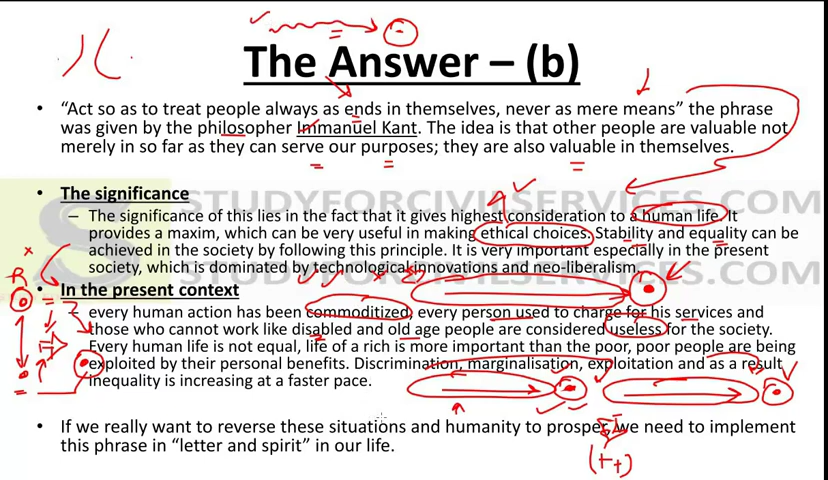 The Answer – (b)
• “Act so as to treat people always as ends in themselves, never as mere means” the phrase
was given by the philosopher Immanuel Kant. The idea is that other people are valuable not
merely in so far as they can serve our purposes; they are also valuable in themselves.
STUDYFORCIVILSERVICES.COM
• The significance
– The significance of this lies in the fact that it gives highest consideration to a human life. It
provides a maxim, which can be very useful in making ethical choices. Stability and equality can be
achieved in the society by following this principle. It is very important especially in the present
society, which is dominated by technological innovations and neo-liberalism.
• In the present context
– every human action has been commoditized, every person used to charge for his services and
those who cannot work like disabled and old age people are considered useless for the society.
Every human life is not equal, life of a rich is more important than the poor, poor people are being
exploited by their personal benefits. Discrimination, marginalisation, exploitation and as a result
inequality is increasing at a faster pace.
• If we really want to reverse these situations and humanity to prosper, we need to implement
this phrase in “letter and spirit” in our life.